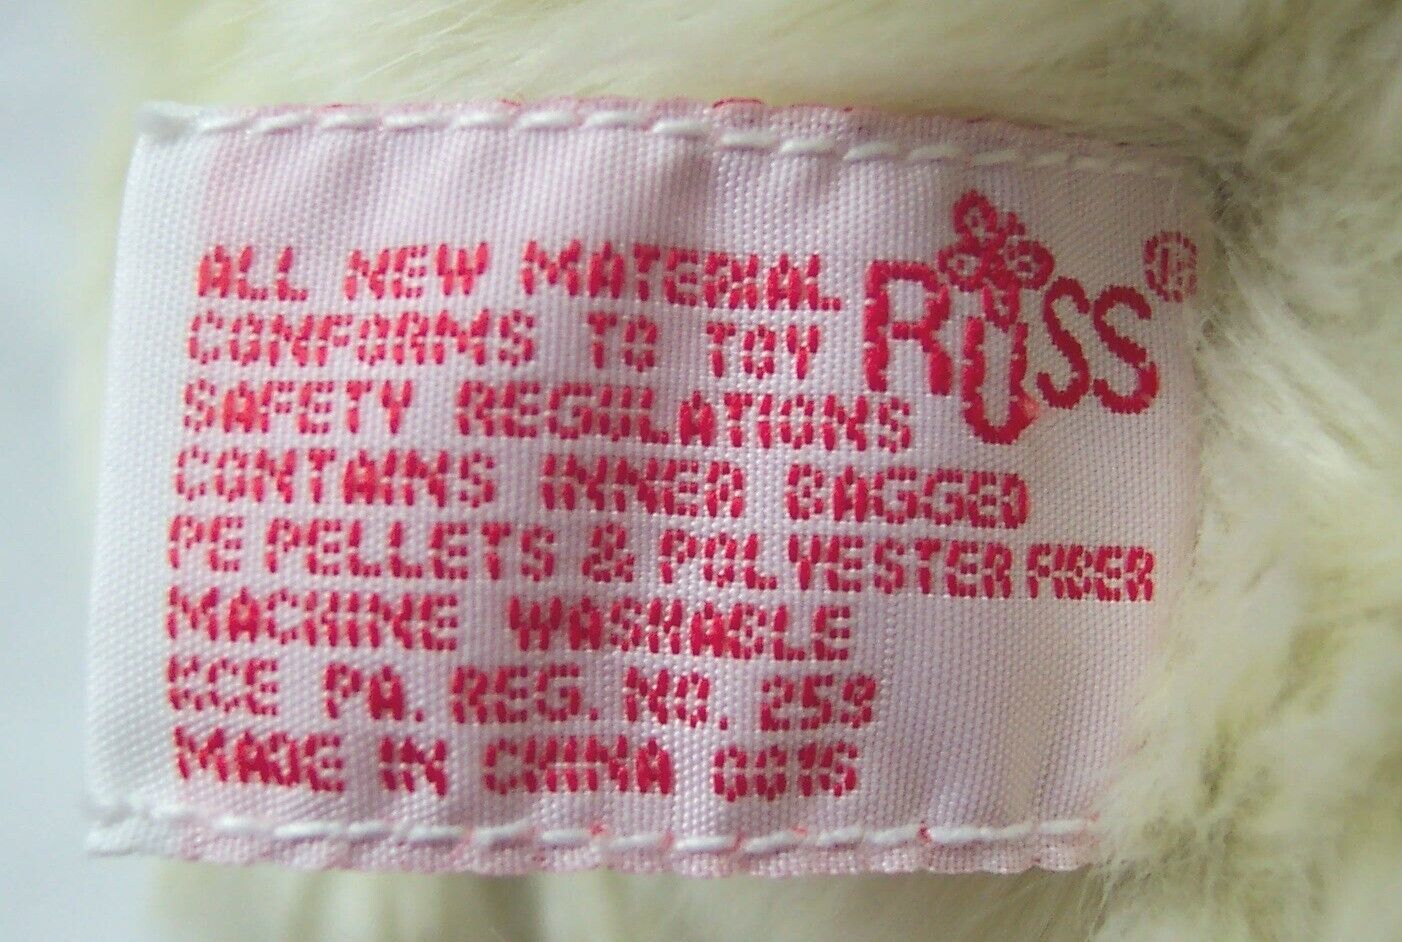 RUSS®
ALL NEW MATERIAL
CONFORMS TO TOY
SAFETY REGULATIONS
CONTAINS INNER BAGGED
PE PELLETS & POLYESTER FIBER
MACHINE WASHABLE
KCE PA. REG. NO. 259
MADE IN CHINA 0015